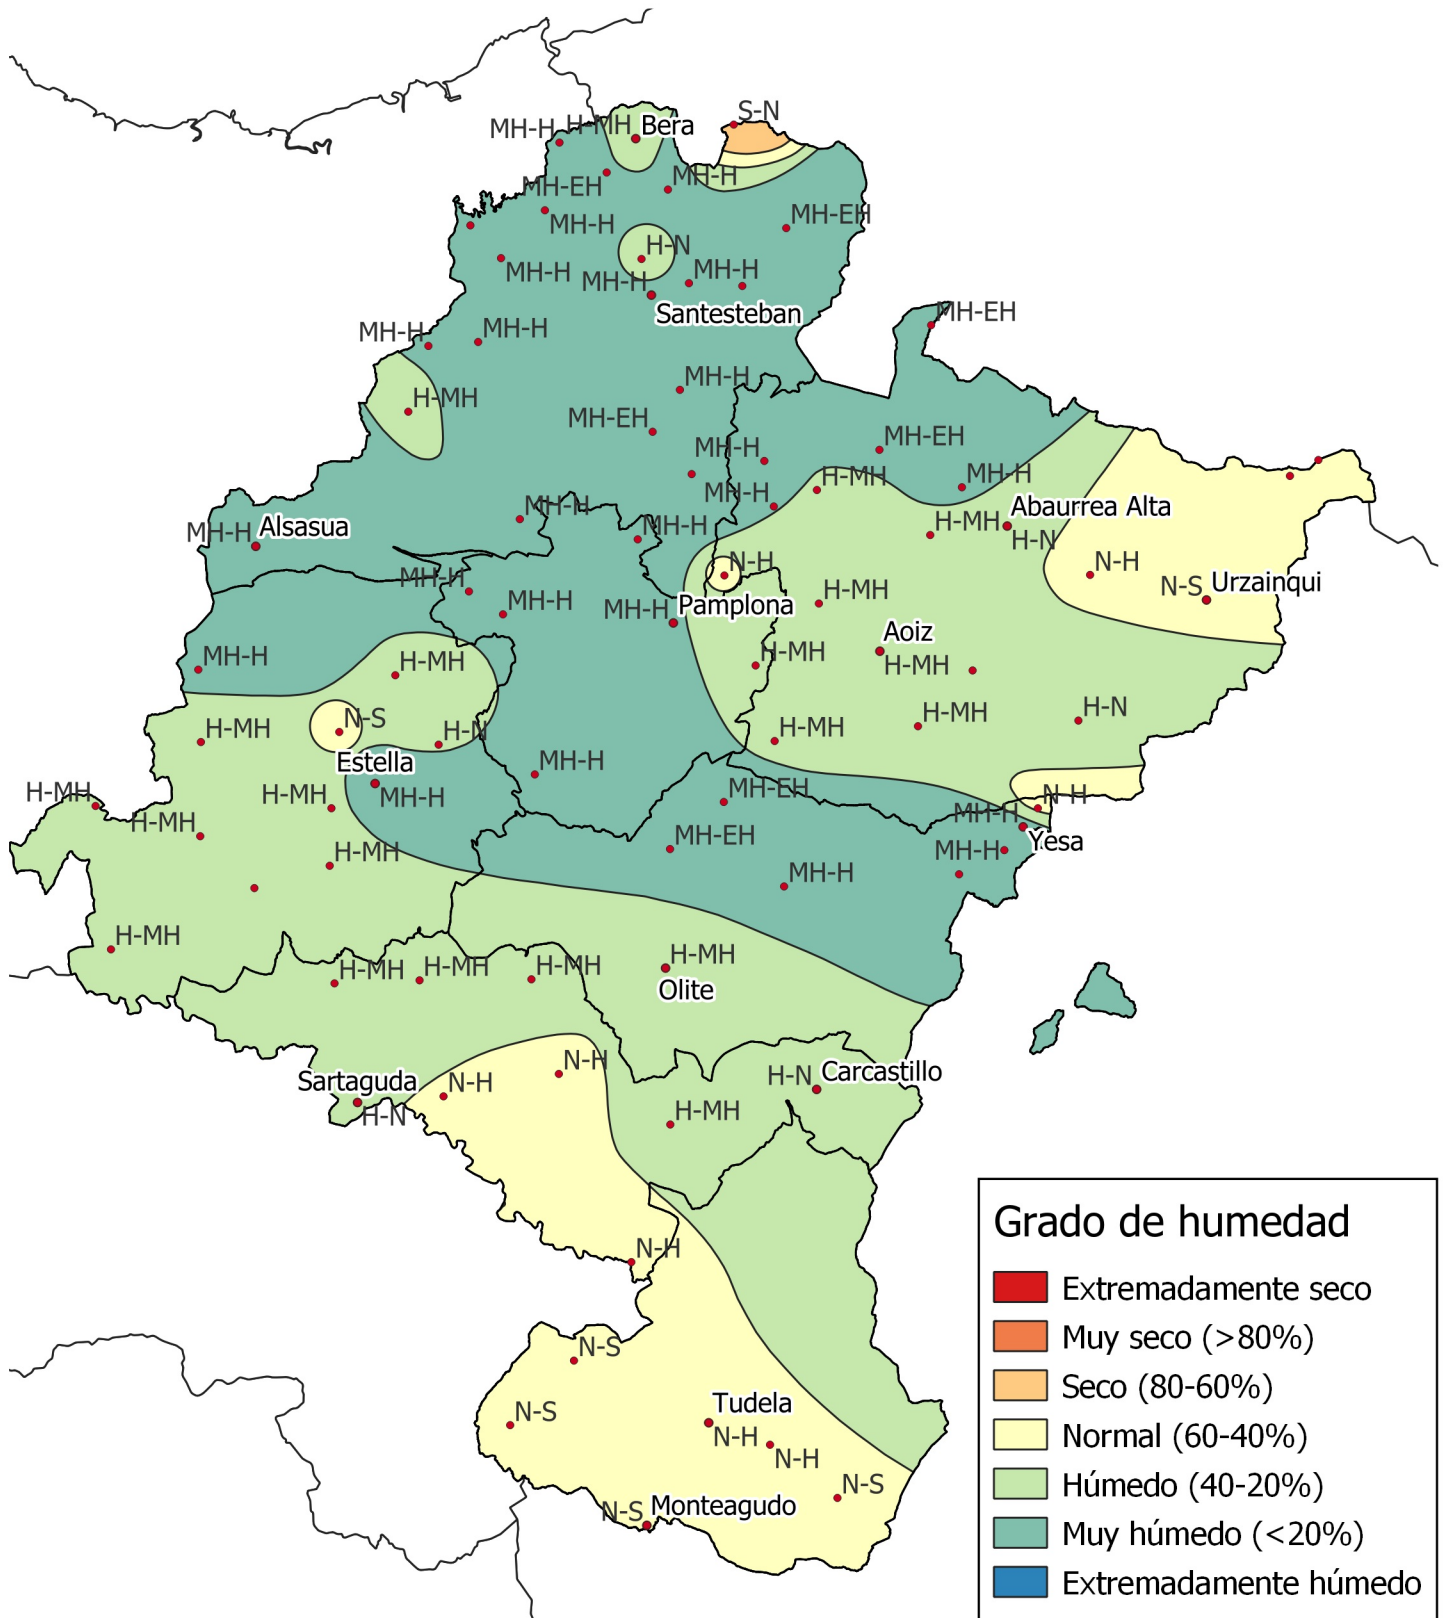 S-N
MH-H
H-MH
Bera
MH-EH
MH-H
MH-EH
MH-H
H-N
MH-H
MH-H
MH-H
Santesteban
MH-EH
MH-H
MH-H
MH-H
H-MH
MH-EH
MH-EH
MH-H
H-MH
MH-H
MH-H
MH-H
Abaurrea Alta
H-MH
H-N
MH-H
Alsasua
MH-H
N-H
N-H
N-S
Urzainqui
MH-H
MH-H
MH-H
Pamplona
H-MH
Aoiz
H-MH
MH-H
H-MH
H-MH
H-N
H-MH
H-MH
N-S
H-N
H-MH
Estella
MH-H
MH-H
MH-EH
H-MH
H-MH
N-H
MH-H
Yesa
H-MH
MH-EH
MH-H
H-MH
MH-H
H-MH
H-MH
H-MH
H-MH
H-MH
Olite
N-H
Sartaguda
N-H
H-N
H-N
Carcastillo
H-MH
N-H
N-S
Tudela
N-S
N-H
N-H
N-S
N-S
Monteagudo
Grado de humedad
Extremadamente seco
Muy seco (>80%)
Seco (80-60%)
Normal (60-40%)
Húmedo (40-20%)
Muy húmedo (<20%)
Extremadamente húmedo